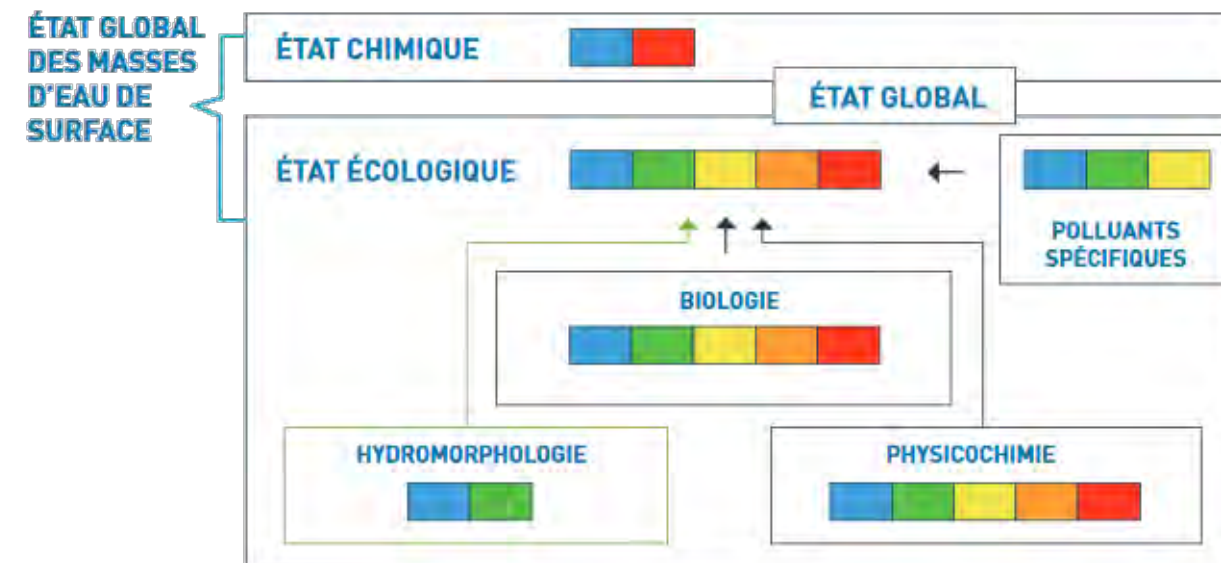 ÉTAT GLOBAL
DES MASSES
D'EAU DE
SURFACE
ÉTAT CHIMIQUE
ÉTAT GLOBAL
ÉTAT ÉCOLOGIQUE
POLLUANTS
SPÉCIFIQUES
BIOLOGIE
HYDROMORPHOLOGIE
PHYSICOCHIMIE